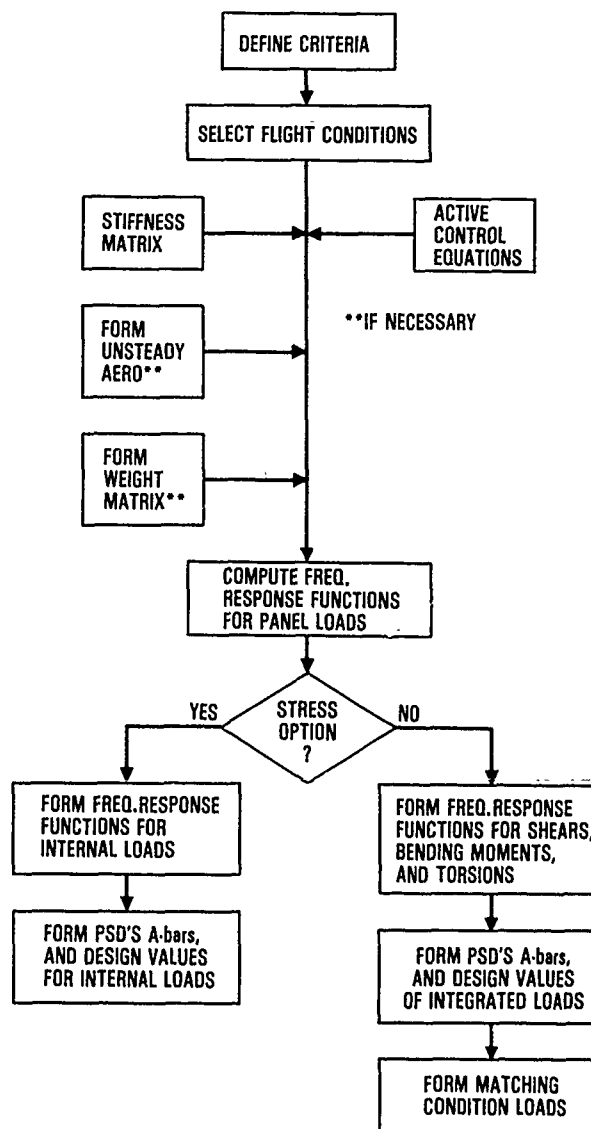 DEFINE CRITERIA
SELECT FLIGHT CONDITIONS
STIFFNESS
MATRIX
ACTIVE
CONTROL
EQUATIONS
**IF NECESSARY
FORM
UNSTEADY
AERO**
FORM
WEIGHT
MATRIX**
COMPUTE FREQ.
RESPONSE FUNCTIONS
FOR PANEL LOADS
YES
STRESS
OPTION
?
NO
FORM FREQ.RESPONSE
FUNCTIONS FOR
INTERNAL LOADS
FORM FREQ.RESPONSE
FUNCTIONS FOR SHEARS,
BENDING MOMENTS,
AND TORSIONS
FORM PSD'S A-bars,
AND DESIGN VALUES
FOR INTERNAL LOADS
FORM PSD'S A-bars,
AND DESIGN VALUES
OF INTEGRATED LOADS
FORM MATCHING
CONDITION LOADS